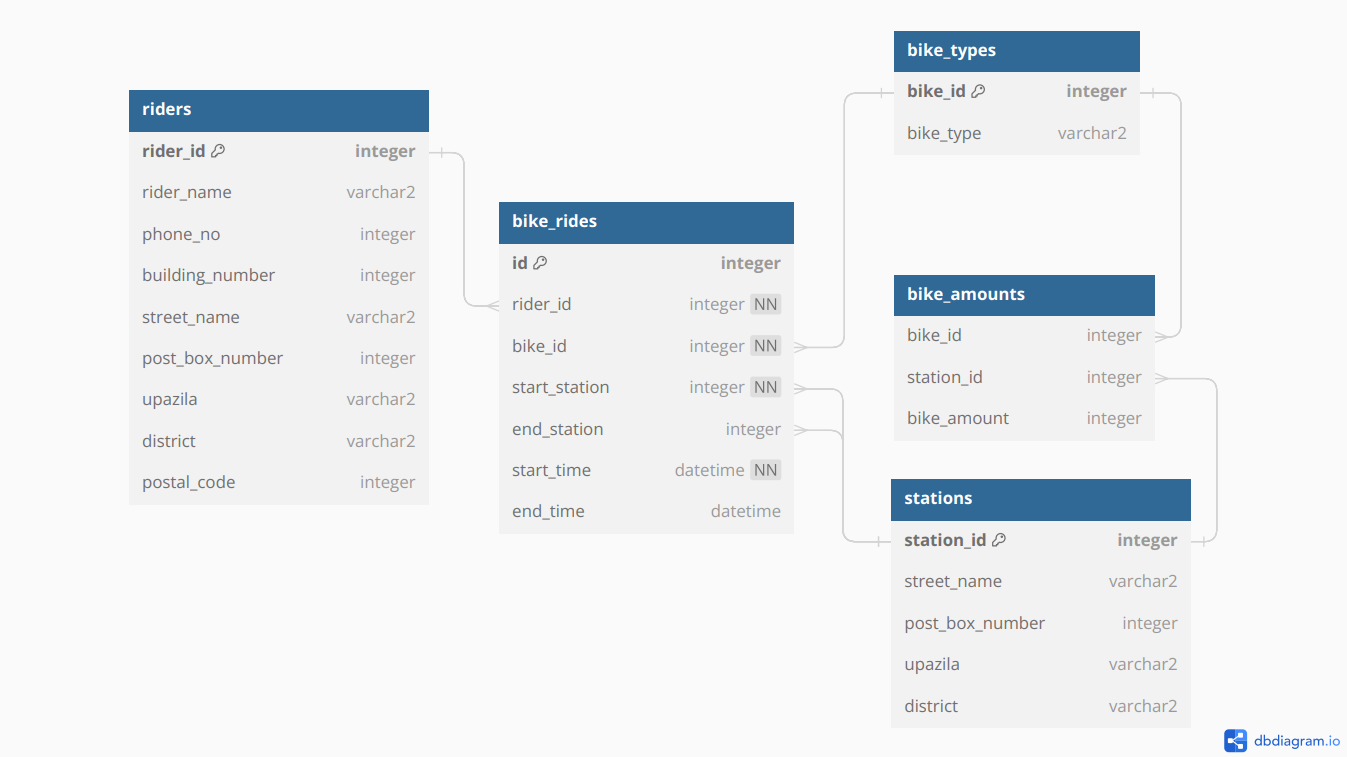 riders
rider_id integer
rider_name varchar2
phone_no integer
building_number integer
street_name varchar2
post_box_number integer
upazila varchar2
district varchar2
postal_code integer
bike_rides
id integer
rider_id integer NN
bike_id integer NN
start_station integer NN
end_station integer
start_time datetime NN
end_time datetime
bike_types
bike_id integer
bike_type varchar2
bike_amounts
bike_id integer
station_id integer
bike_amount integer
stations
station_id integer
street_name varchar2
post_box_number integer
upazila varchar2
district varchar2
dbdiagram.io